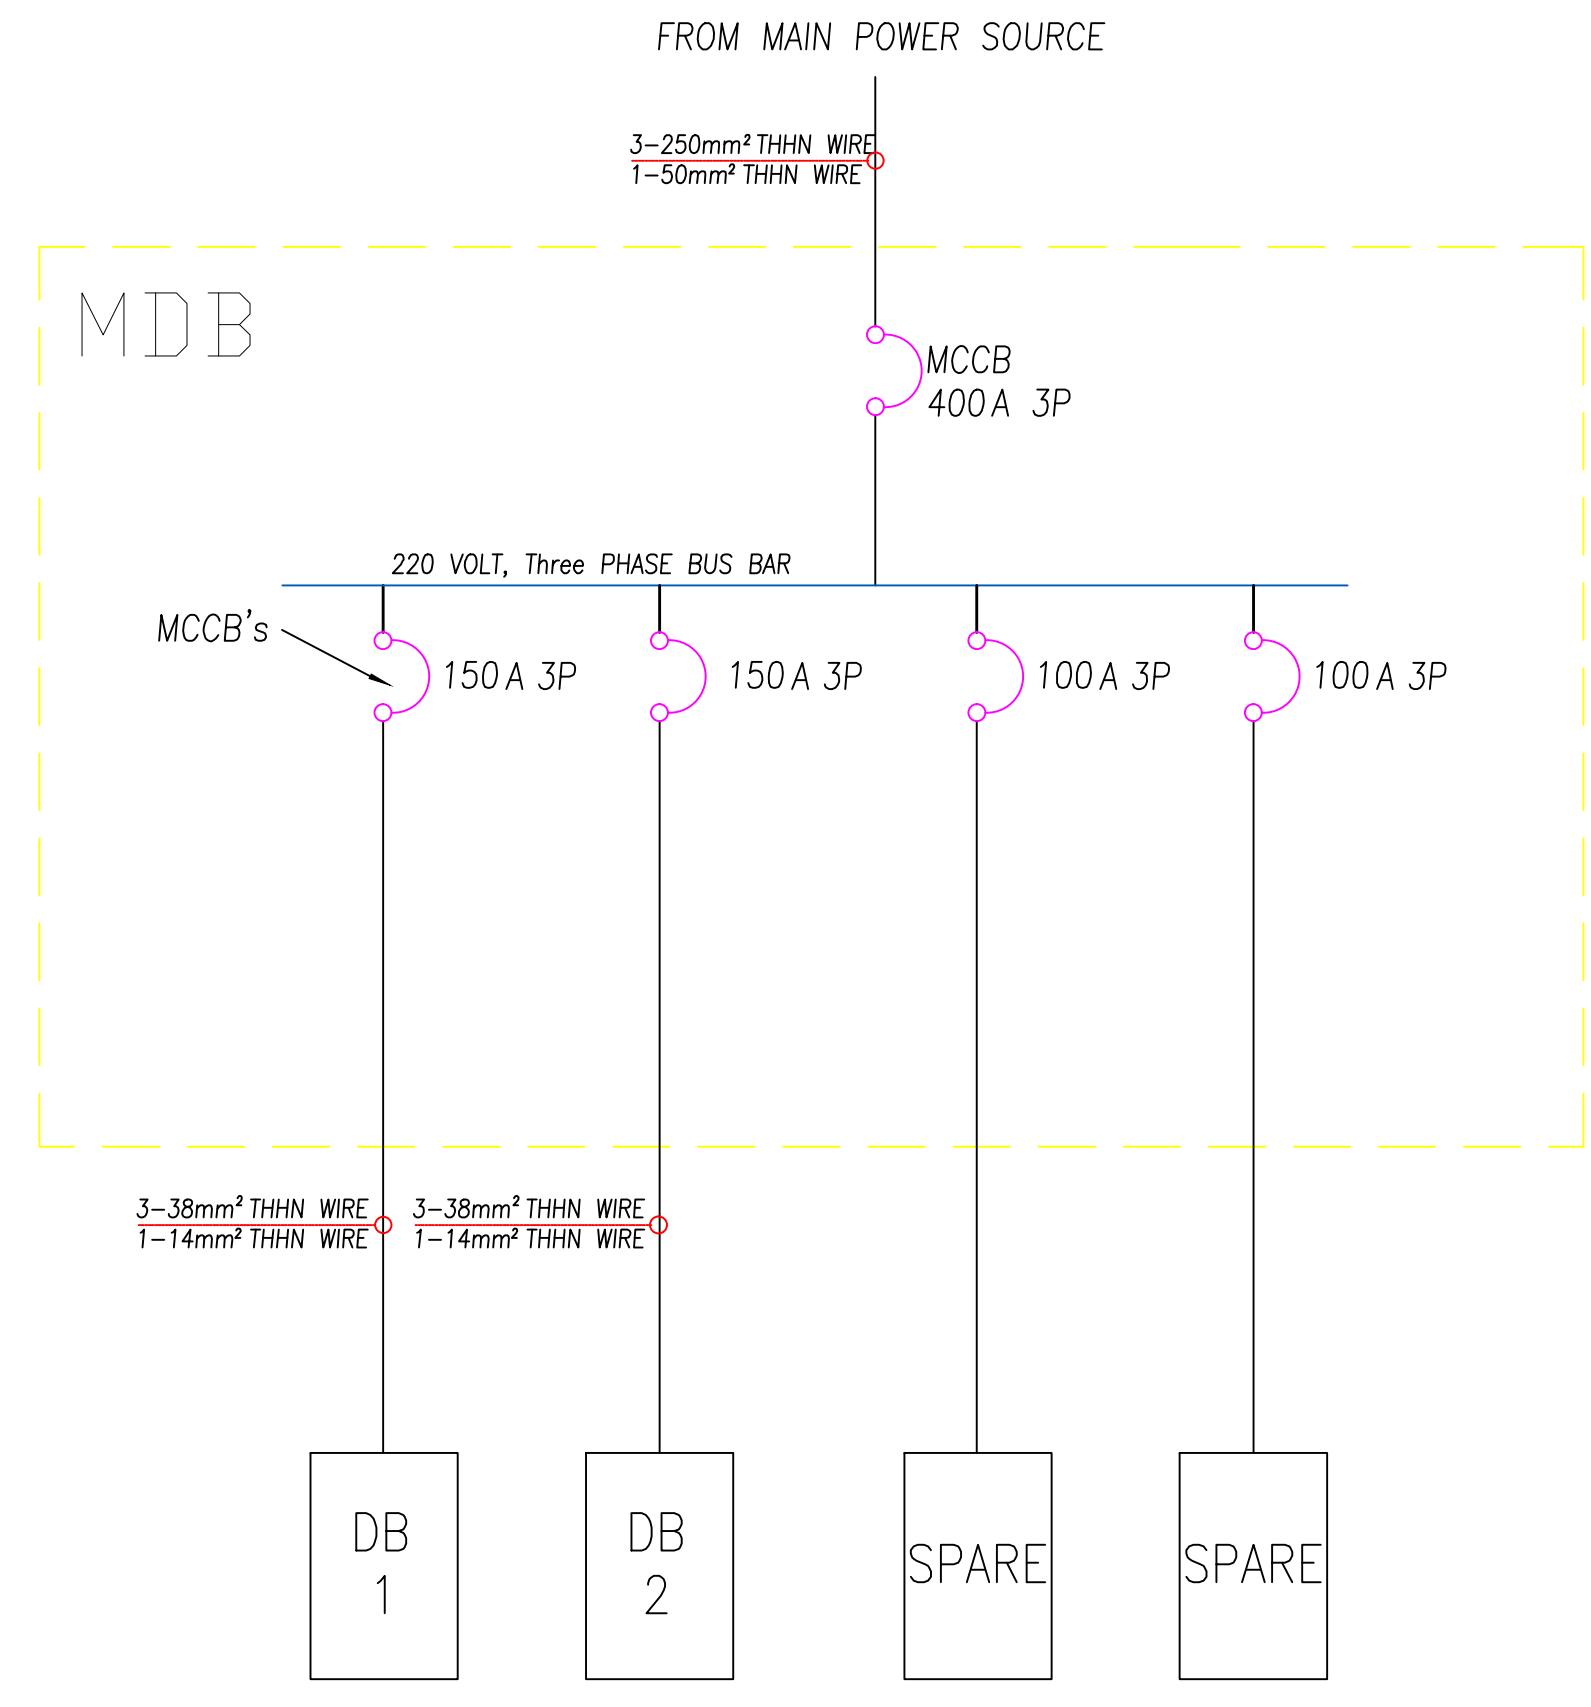 FROM MAIN POWER SOURCE
3-250mm² THHN WIRE
1-50mm² THHN WIRE
MDB
MCCB
400A 3P
220 VOLT, Three PHASE BUS BAR
MCCB's
150A 3P
150A 3P
100A 3P
100A 3P
3-38mm² THHN WIRE
1-14mm² THHN WIRE
3-38mm² THHN WIRE
1-14mm² THHN WIRE
DB
1
DB
2
SPARE
SPARE